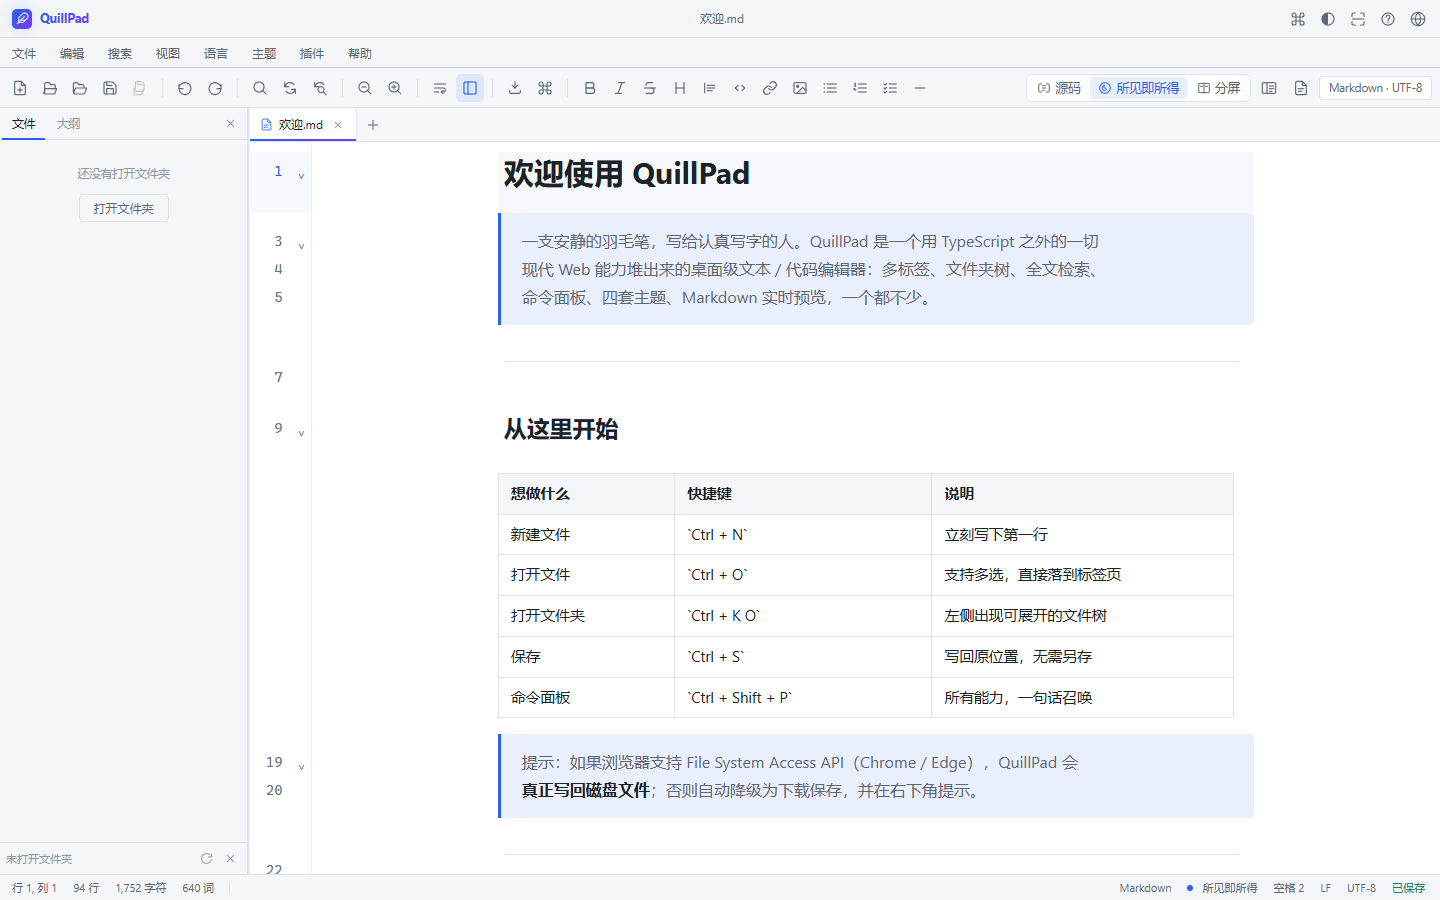 QuillPad
欢迎.md
文件 编辑 搜索 视图 语言 主题 插件 帮助
源码 所见即所得 分屏 Markdown · UTF-8
文件 大纲
欢迎.md
还没有打开文件夹
打开文件夹
1 欢迎使用 QuillPad
3 一支安静的羽毛笔，写给认真写字的人。QuillPad 是一个用 TypeScript 之外的一切
4 现代 Web 能力堆出来的桌面级文本 / 代码编辑器：多标签、文件夹树、全文检索、
5 命令面板、四套主题、Markdown 实时预览，一个都不少。
7
9 从这里开始
想做什么 快捷键 说明
新建文件 `Ctrl + N` 立刻写下第一行
打开文件 `Ctrl + O` 支持多选，直接落到标签页
打开文件夹 `Ctrl + K O` 左侧出现可展开的文件树
保存 `Ctrl + S` 写回原位置，无需另存
命令面板 `Ctrl + Shift + P` 所有能力，一句话召唤
19 提示：如果浏览器支持 File System Access API（Chrome / Edge），QuillPad 会
20 真正写回磁盘文件；否则自动降级为下载保存，并在右下角提示。
22
未打开文件夹
行 1, 列 1 94 行 1,752 字符 640 词 Markdown 所见即所得 空格 2 LF UTF-8 已保存